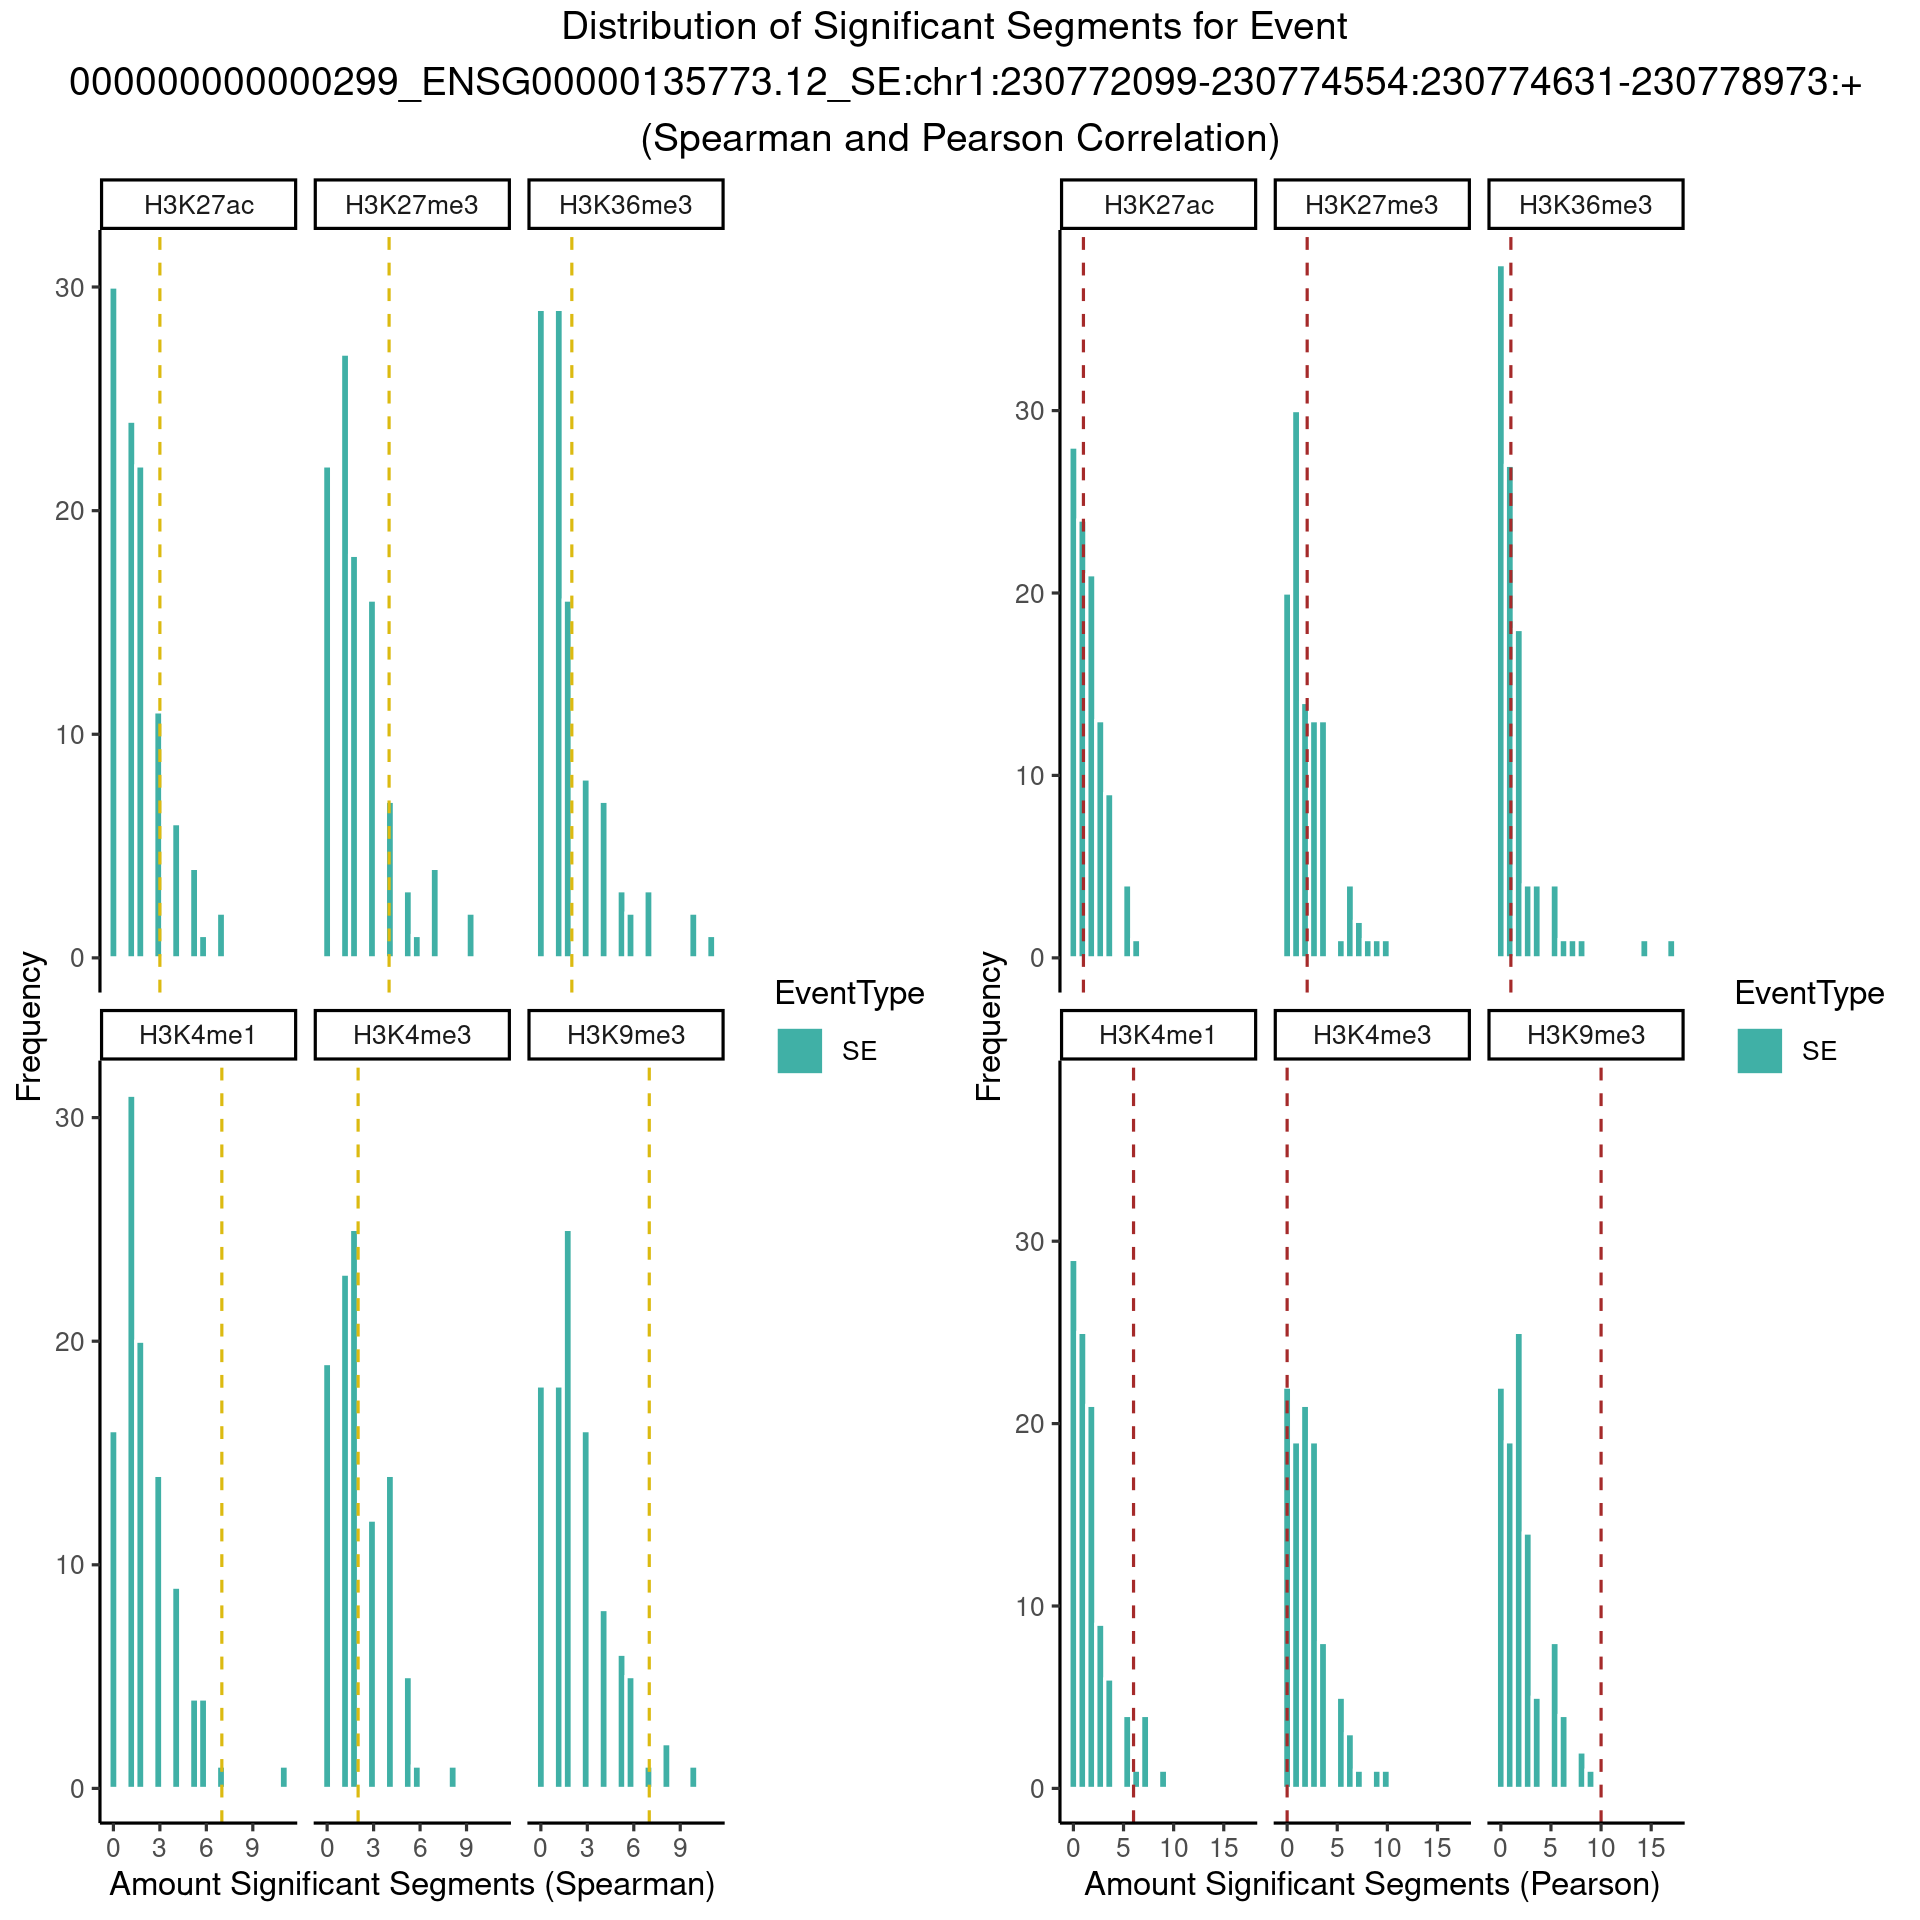 Distribution of Significant Segments for Event
000000000000299_ENSG00000135773.12_SE:chr1:230772099-230774554:230774631-230778973:+
(Spearman and Pearson Correlation)
H3K27ac H3K27me3 H3K36me3
30
20
10
0
H3K4me1 H3K4me3 H3K9me3
30
20
10
0
0 3 6 9 0 3 6 9 0 3 6 9
Amount Significant Segments (Spearman)
Frequency
EventType
SE
H3K27ac H3K27me3 H3K36me3
30
20
10
0
H3K4me1 H3K4me3 H3K9me3
30
20
10
0
0 5 10 15 0 5 10 15 0 5 10 15
Amount Significant Segments (Pearson)
Frequency
EventType
SE